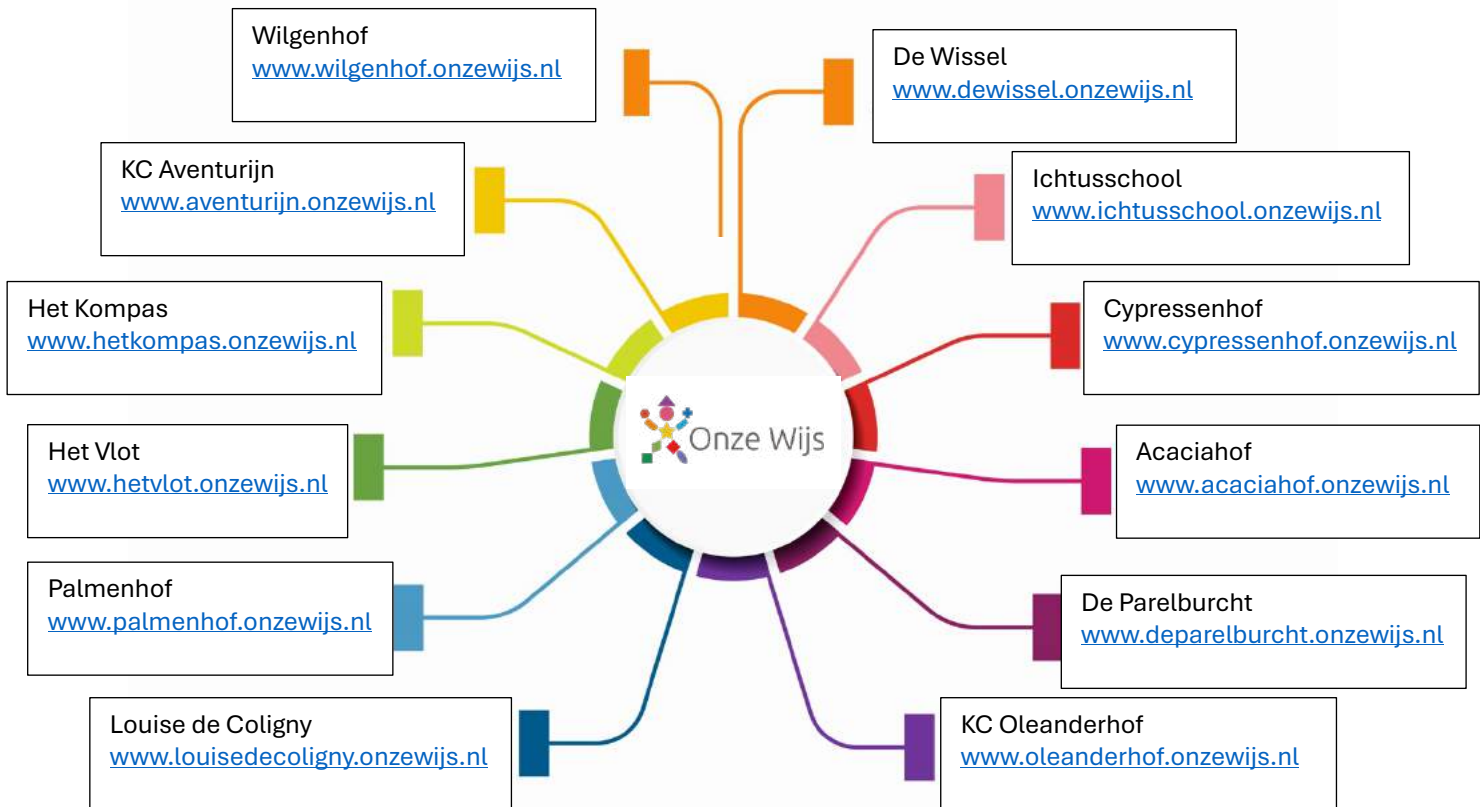 Wilgenhof
www.wilgenhof.onzewijs.nl
De Wissel
www.dewissel.onzewijs.nl
KC Aventurijn
www.aventurijn.onzewijs.nl
Ichtusschool
www.ichtusschool.onzewijs.nl
Het Kompas
www.hetkompas.onzewijs.nl
Cypressenhof
www.cypressenhof.onzewijs.nl
Onze Wijs
Het Vlot
www.hetvlot.onzewijs.nl
Acaciahof
www.acaciahof.onzewijs.nl
Palmenhof
www.palmenhof.onzewijs.nl
De Parelburcht
www.deparelburcht.onzewijs.nl
Louise de Coligny
www.louisedecoligny.onzewijs.nl
KC Oleanderhof
www.oleanderhof.onzewijs.nl